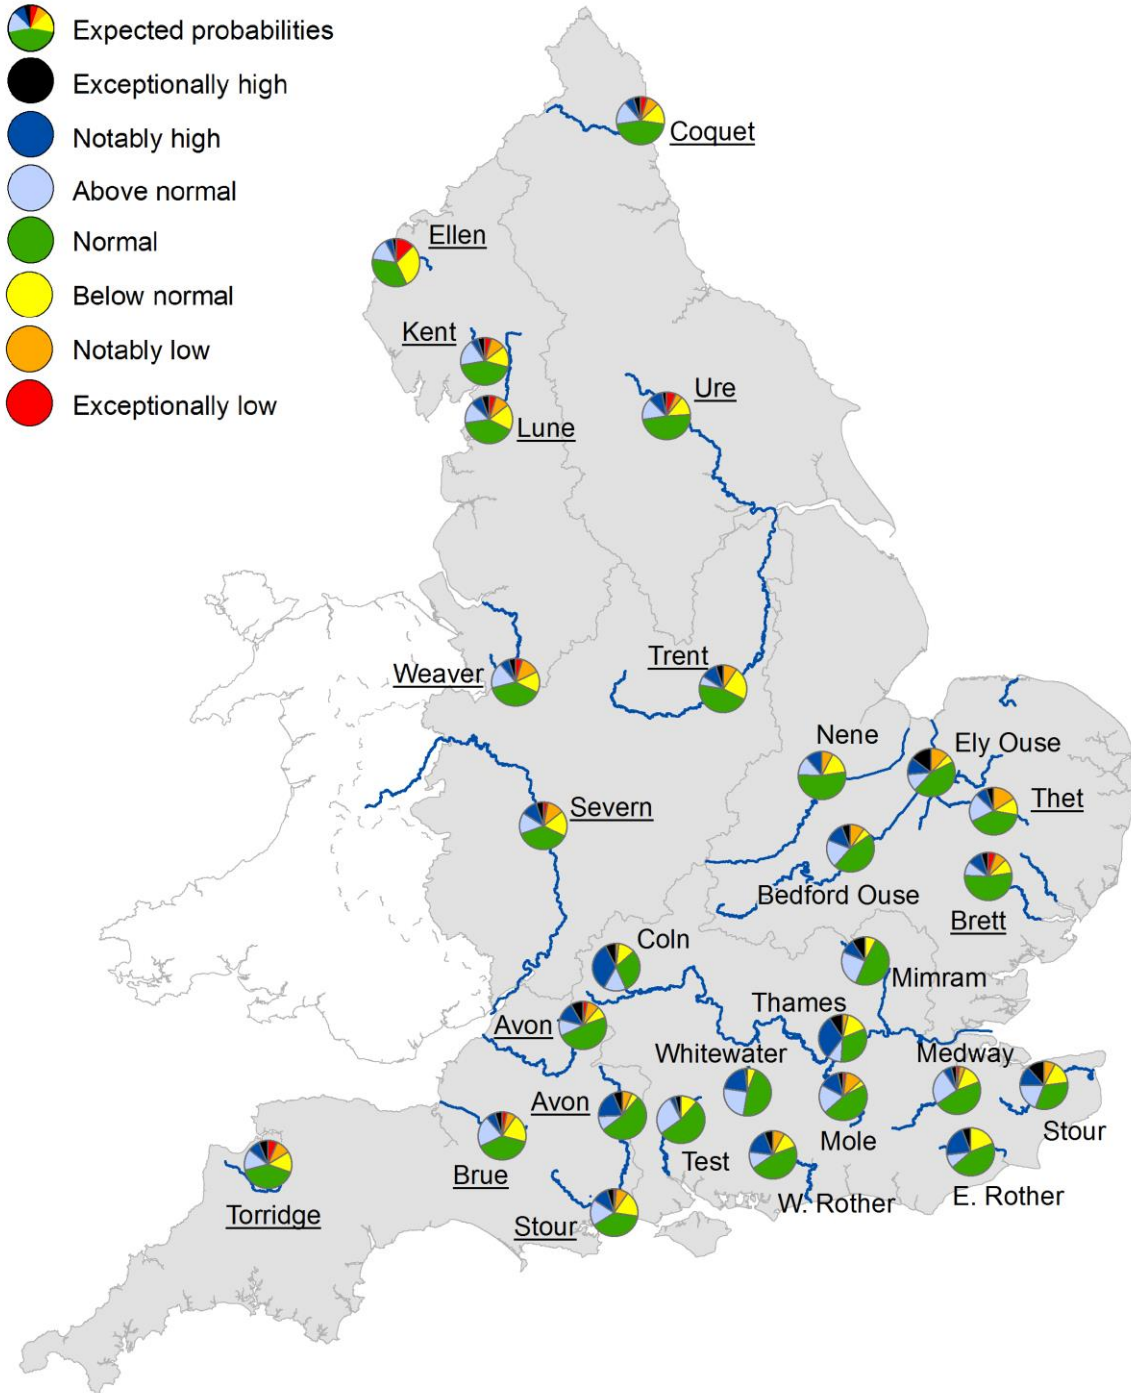 Expected probabilities
Exceptionally high
Notably high
Above normal
Normal
Below normal
Notably low
Exceptionally low
Coquet
Ellen
Kent
Ure
Lune
Weaver
Trent
Nene
Ely Ouse
Thet
Severn
Bedford Ouse
Brett
Coln
Mimram
Thames
Avon
Whitewater
Medway
Avon
Mole
Stour
Test
Brue
W. Rother
E. Rother
Torridge
Stour